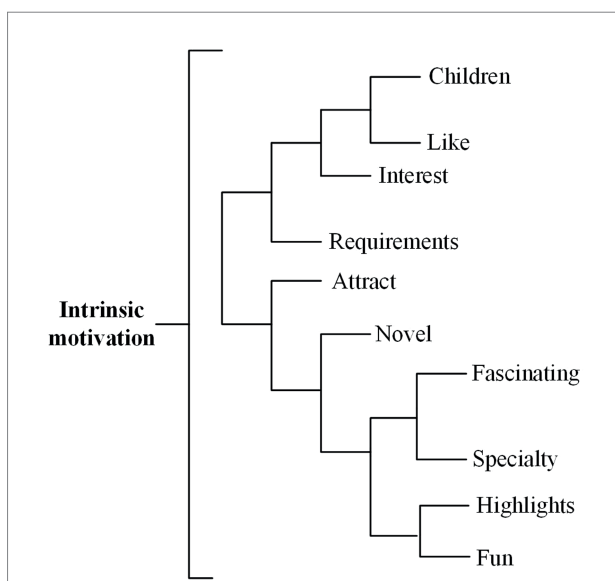 Children
Like
Interest
Requirements
Attract
Intrinsic
motivation
Novel
Fascinating
Specialty
Highlights
Fun